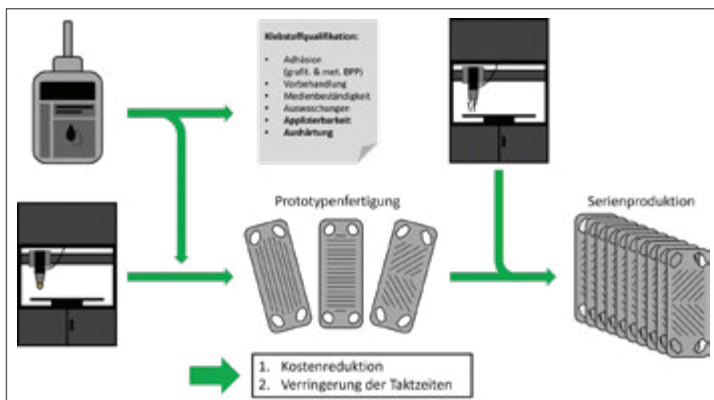 Klebstoffqualifikation:
• Adhäsion
(grafit. & met. BPP)
• Vorbehandlung
• Medienbeständigkeit
• Auswaschungen
• Applizierbarkeit
• Aushärtung
Prototypenfertigung
Serienproduktion
1. Kostenreduktion
2. Verringerung der Taktzeiten